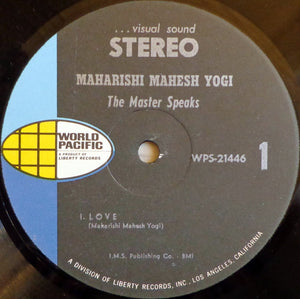 ...visual sound
STEREO
MAHARISHI MAHESH YOGI
The Master Speaks
WORLD
PACIFIC
A PRODUCT OF
LIBERTY RECORDS
WPS-21446
1
1. LOVE
(Maharishi Mahesh Yogi)
I.M.S. Publishing Co. - BMI
A DIVISION OF LIBERTY RECORDS, INC., LOS ANGELES, CALIFORNIA